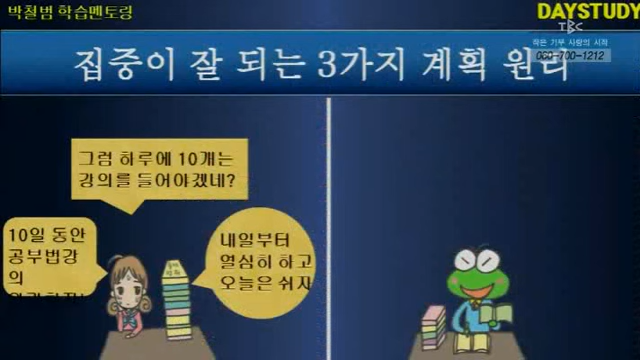 박철범 학습멘토링
DAYSTUDY
TBC
작은 기부 사랑의 시작
060-700-1212
집중이 잘 되는 3가지 계획 원리
그럼 하루에 10개는
강의를 들어야겠네?
10일 동안
공부법강
의
내일부터
열심히 하고
오늘은 쉬자